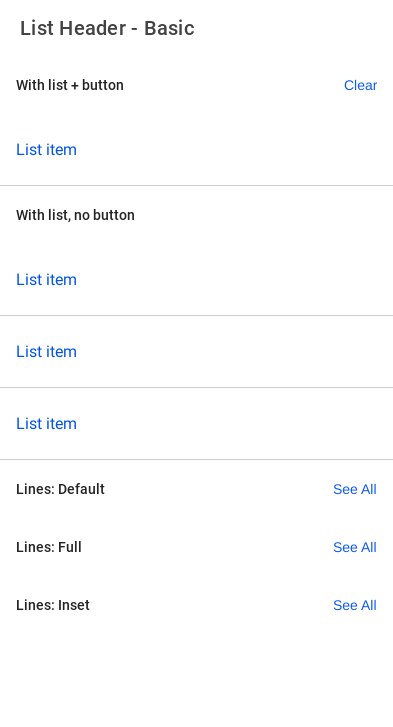 List Header - Basic
With list + button Clear
List item
With list, no button
List item
List item
List item
Lines: Default See All
Lines: Full See All
Lines: Inset See All